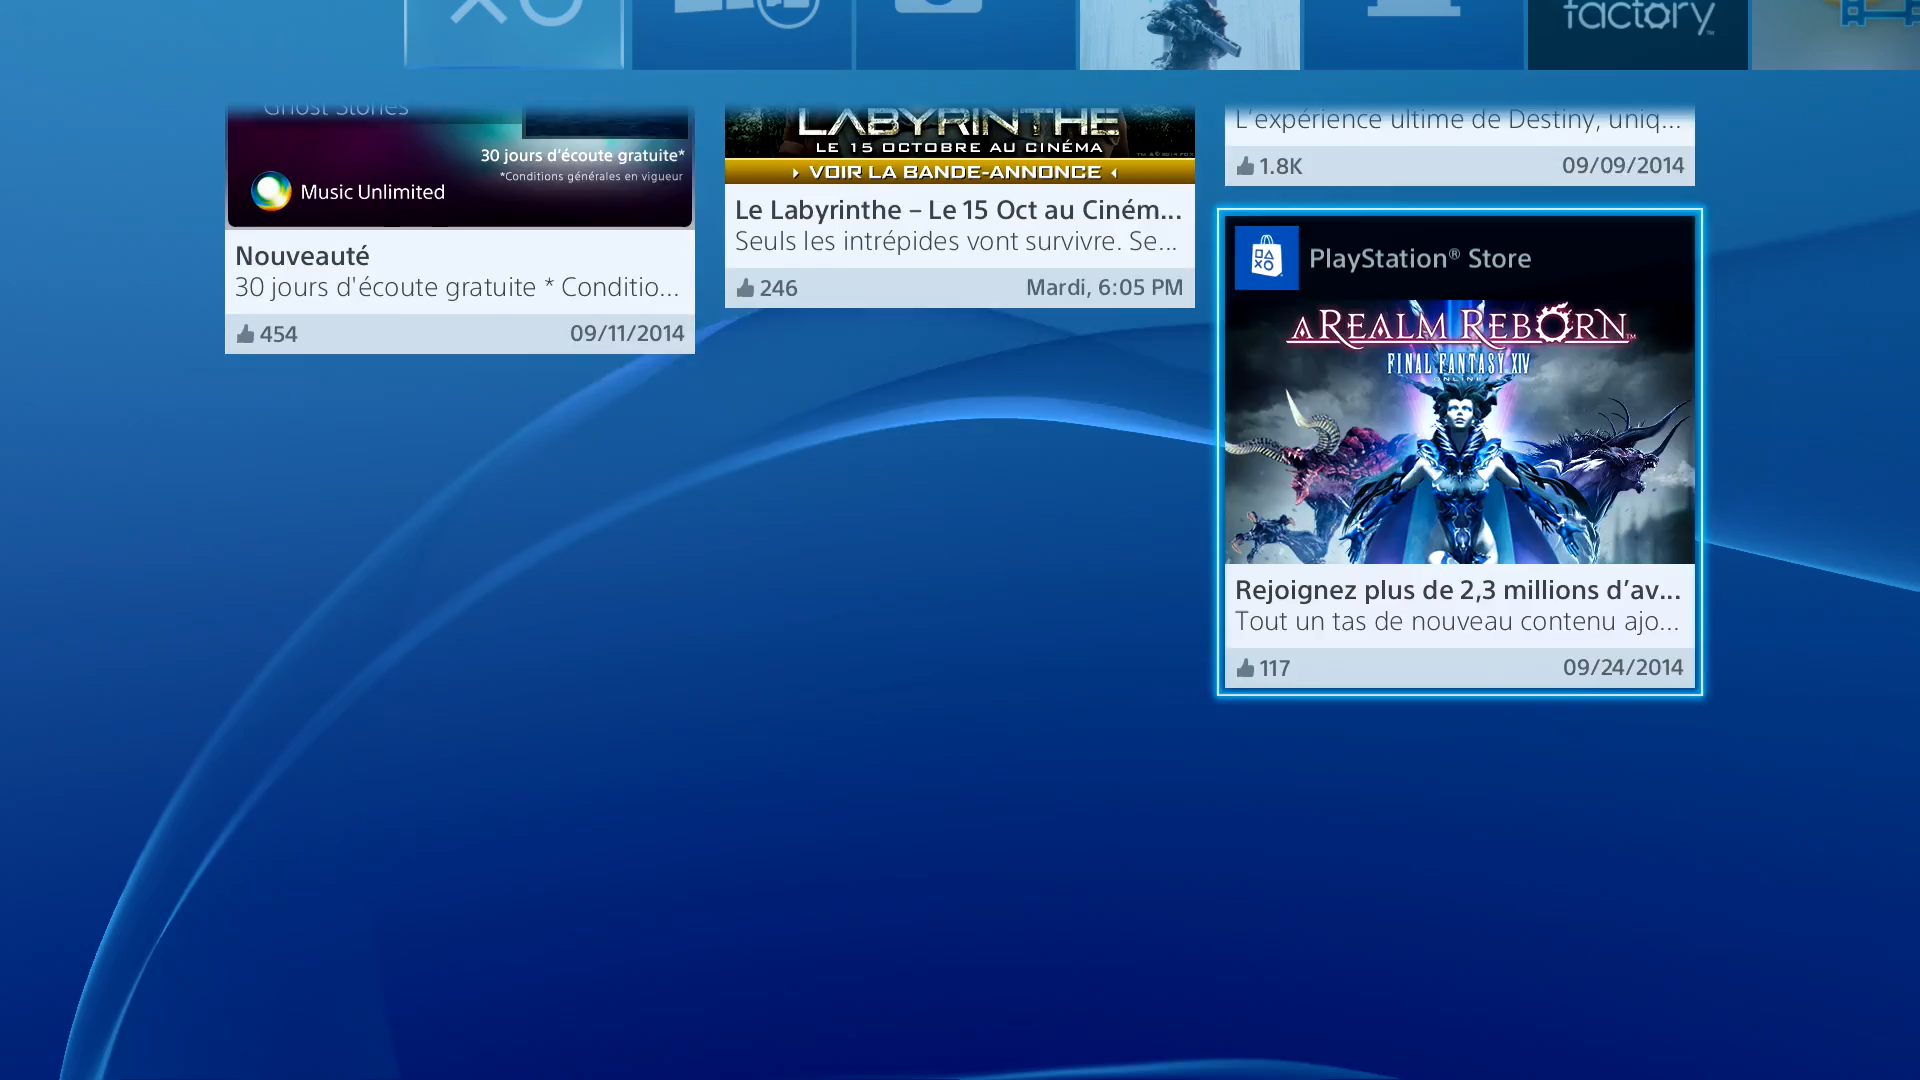 factory
Ghost Stories
30 jours d'écoute gratuite*
*Conditions générales en vigueur
Music Unlimited
Nouveauté
30 jours d'écoute gratuite * Conditio...
454
09/11/2014
LABYRINTHE
LE 15 OCTOBRE AU CINÉMA
VOIR LA BANDE-ANNONCE
Le Labyrinthe – Le 15 Oct au Ciném...
Seuls les intrépides vont survivre. Se...
246
Mardi, 6:05 PM
L'expérience ultime de Destiny, uniq...
1.8K
09/09/2014
PlayStation® Store
A REALM REBORN™
FINAL FANTASY XIV
ONLINE
Rejoignez plus de 2,3 millions d’av...
Tout un tas de nouveau contenu ajo...
117
09/24/2014